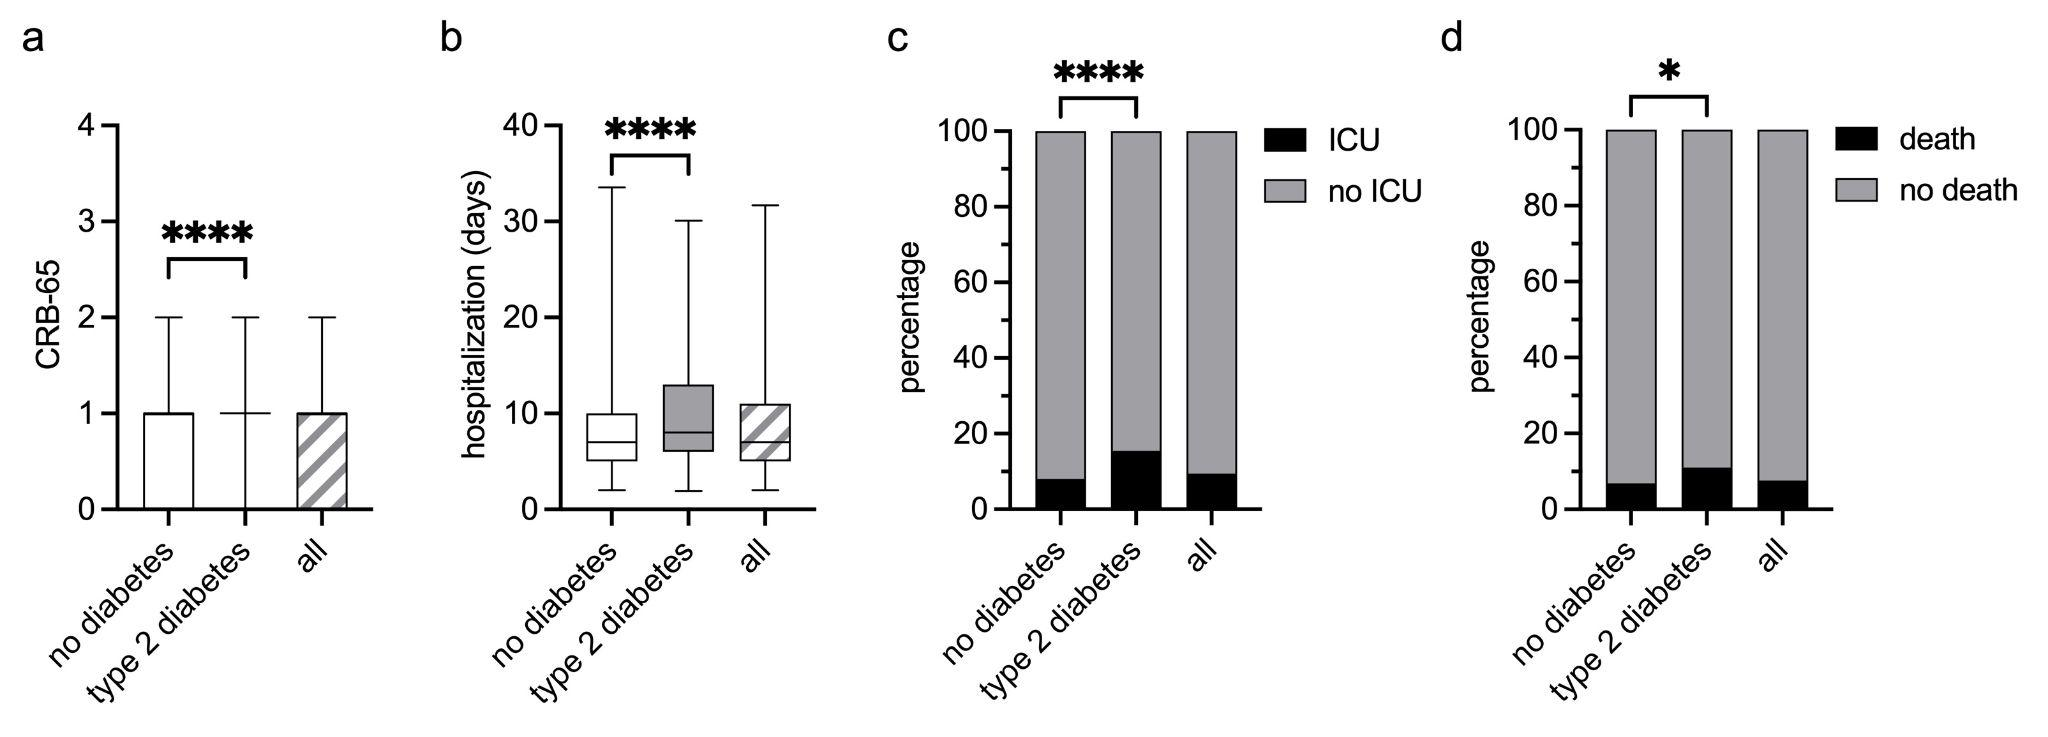 a
****
CRB-65
4
3
2
1
0
no diabetes
type 2 diabetes
all
b
****
hospitalization (days)
40
30
20
10
0
no diabetes
type 2 diabetes
all
c
****
percentage
100
80
60
40
20
0
no diabetes
type 2 diabetes
all
ICU
no ICU
d
*
percentage
100
80
60
40
20
0
no diabetes
type 2 diabetes
all
death
no death